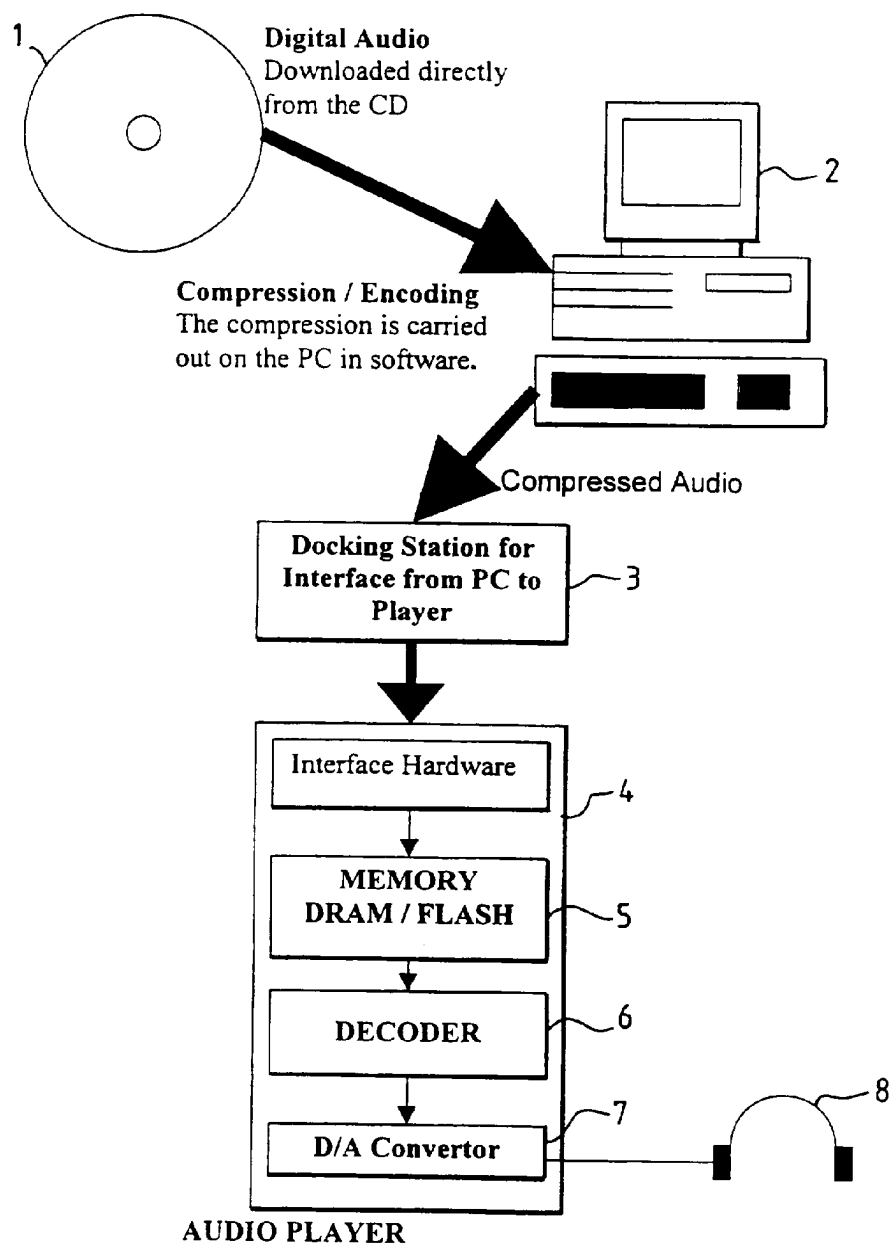 1
Digital Audio
Downloaded directly
from the CD
2
Compression / Encoding
The compression is carried
out on the PC in software.
Compressed Audio
Docking Station for
Interface from PC to
Player
3
Interface Hardware
4
MEMORY
DRAM / FLASH
5
DECODER
6
D/A Convertor
7
8
AUDIO PLAYER